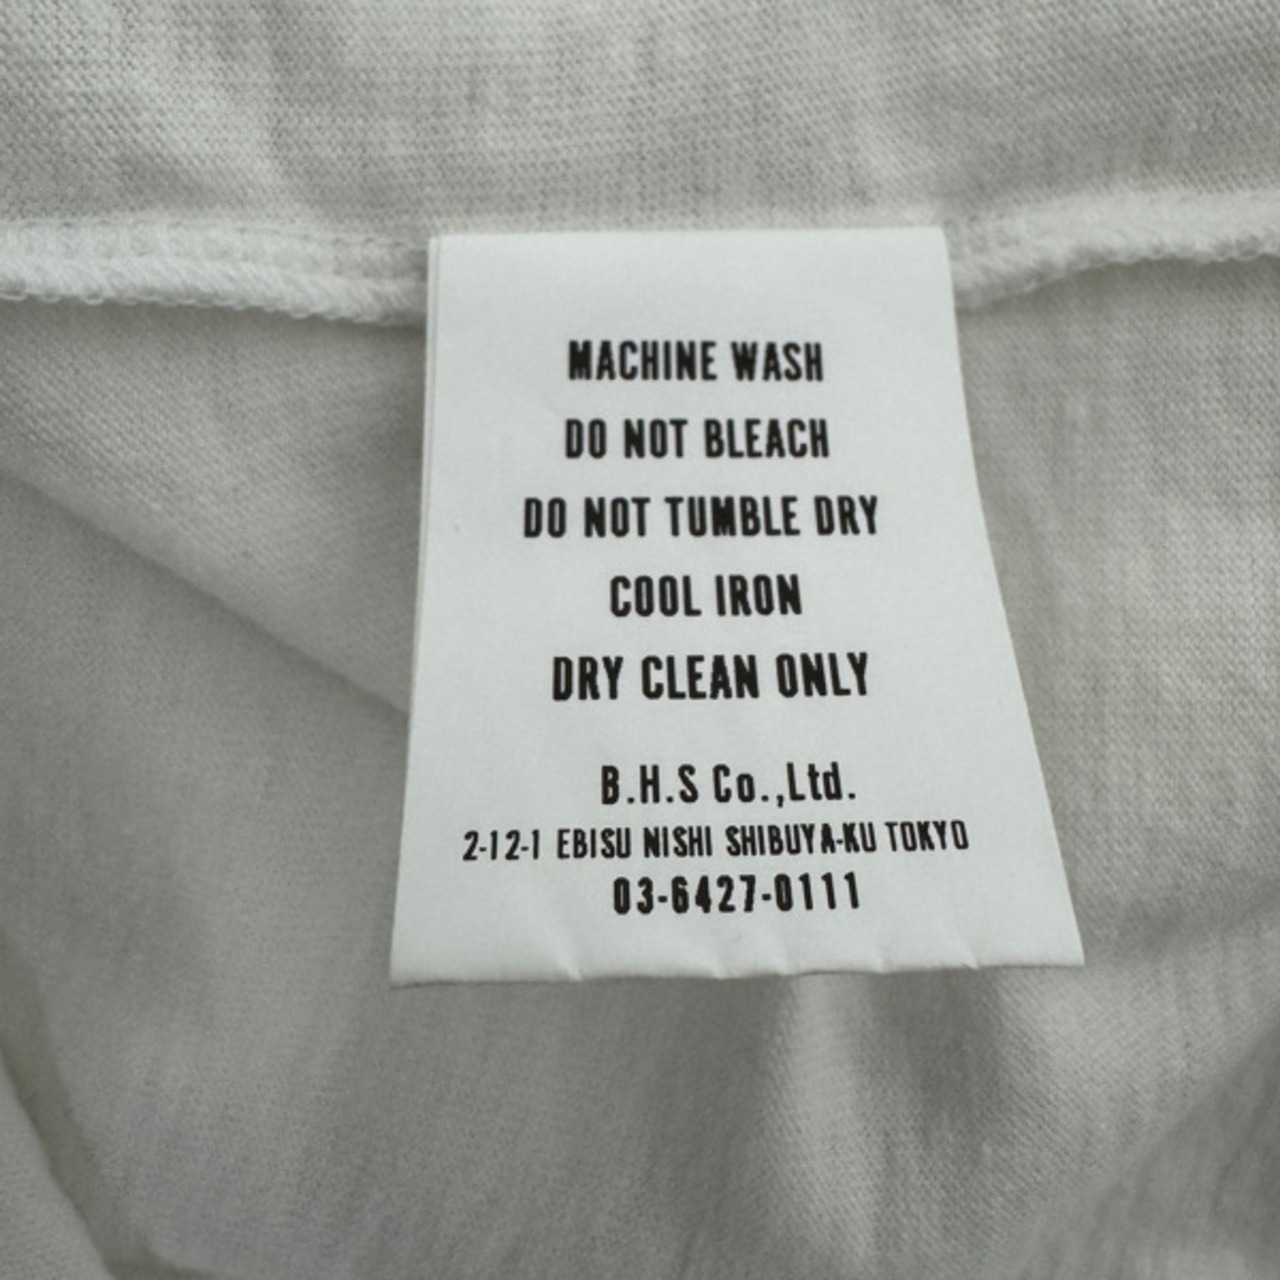 MACHINE WASH
DO NOT BLEACH
DO NOT TUMBLE DRY
COOL IRON
DRY CLEAN ONLY
B.H.S Co.,Ltd.
2-12-1 EBISU NISHI SHIBUYA-KU TOKYO
03-6427-0111